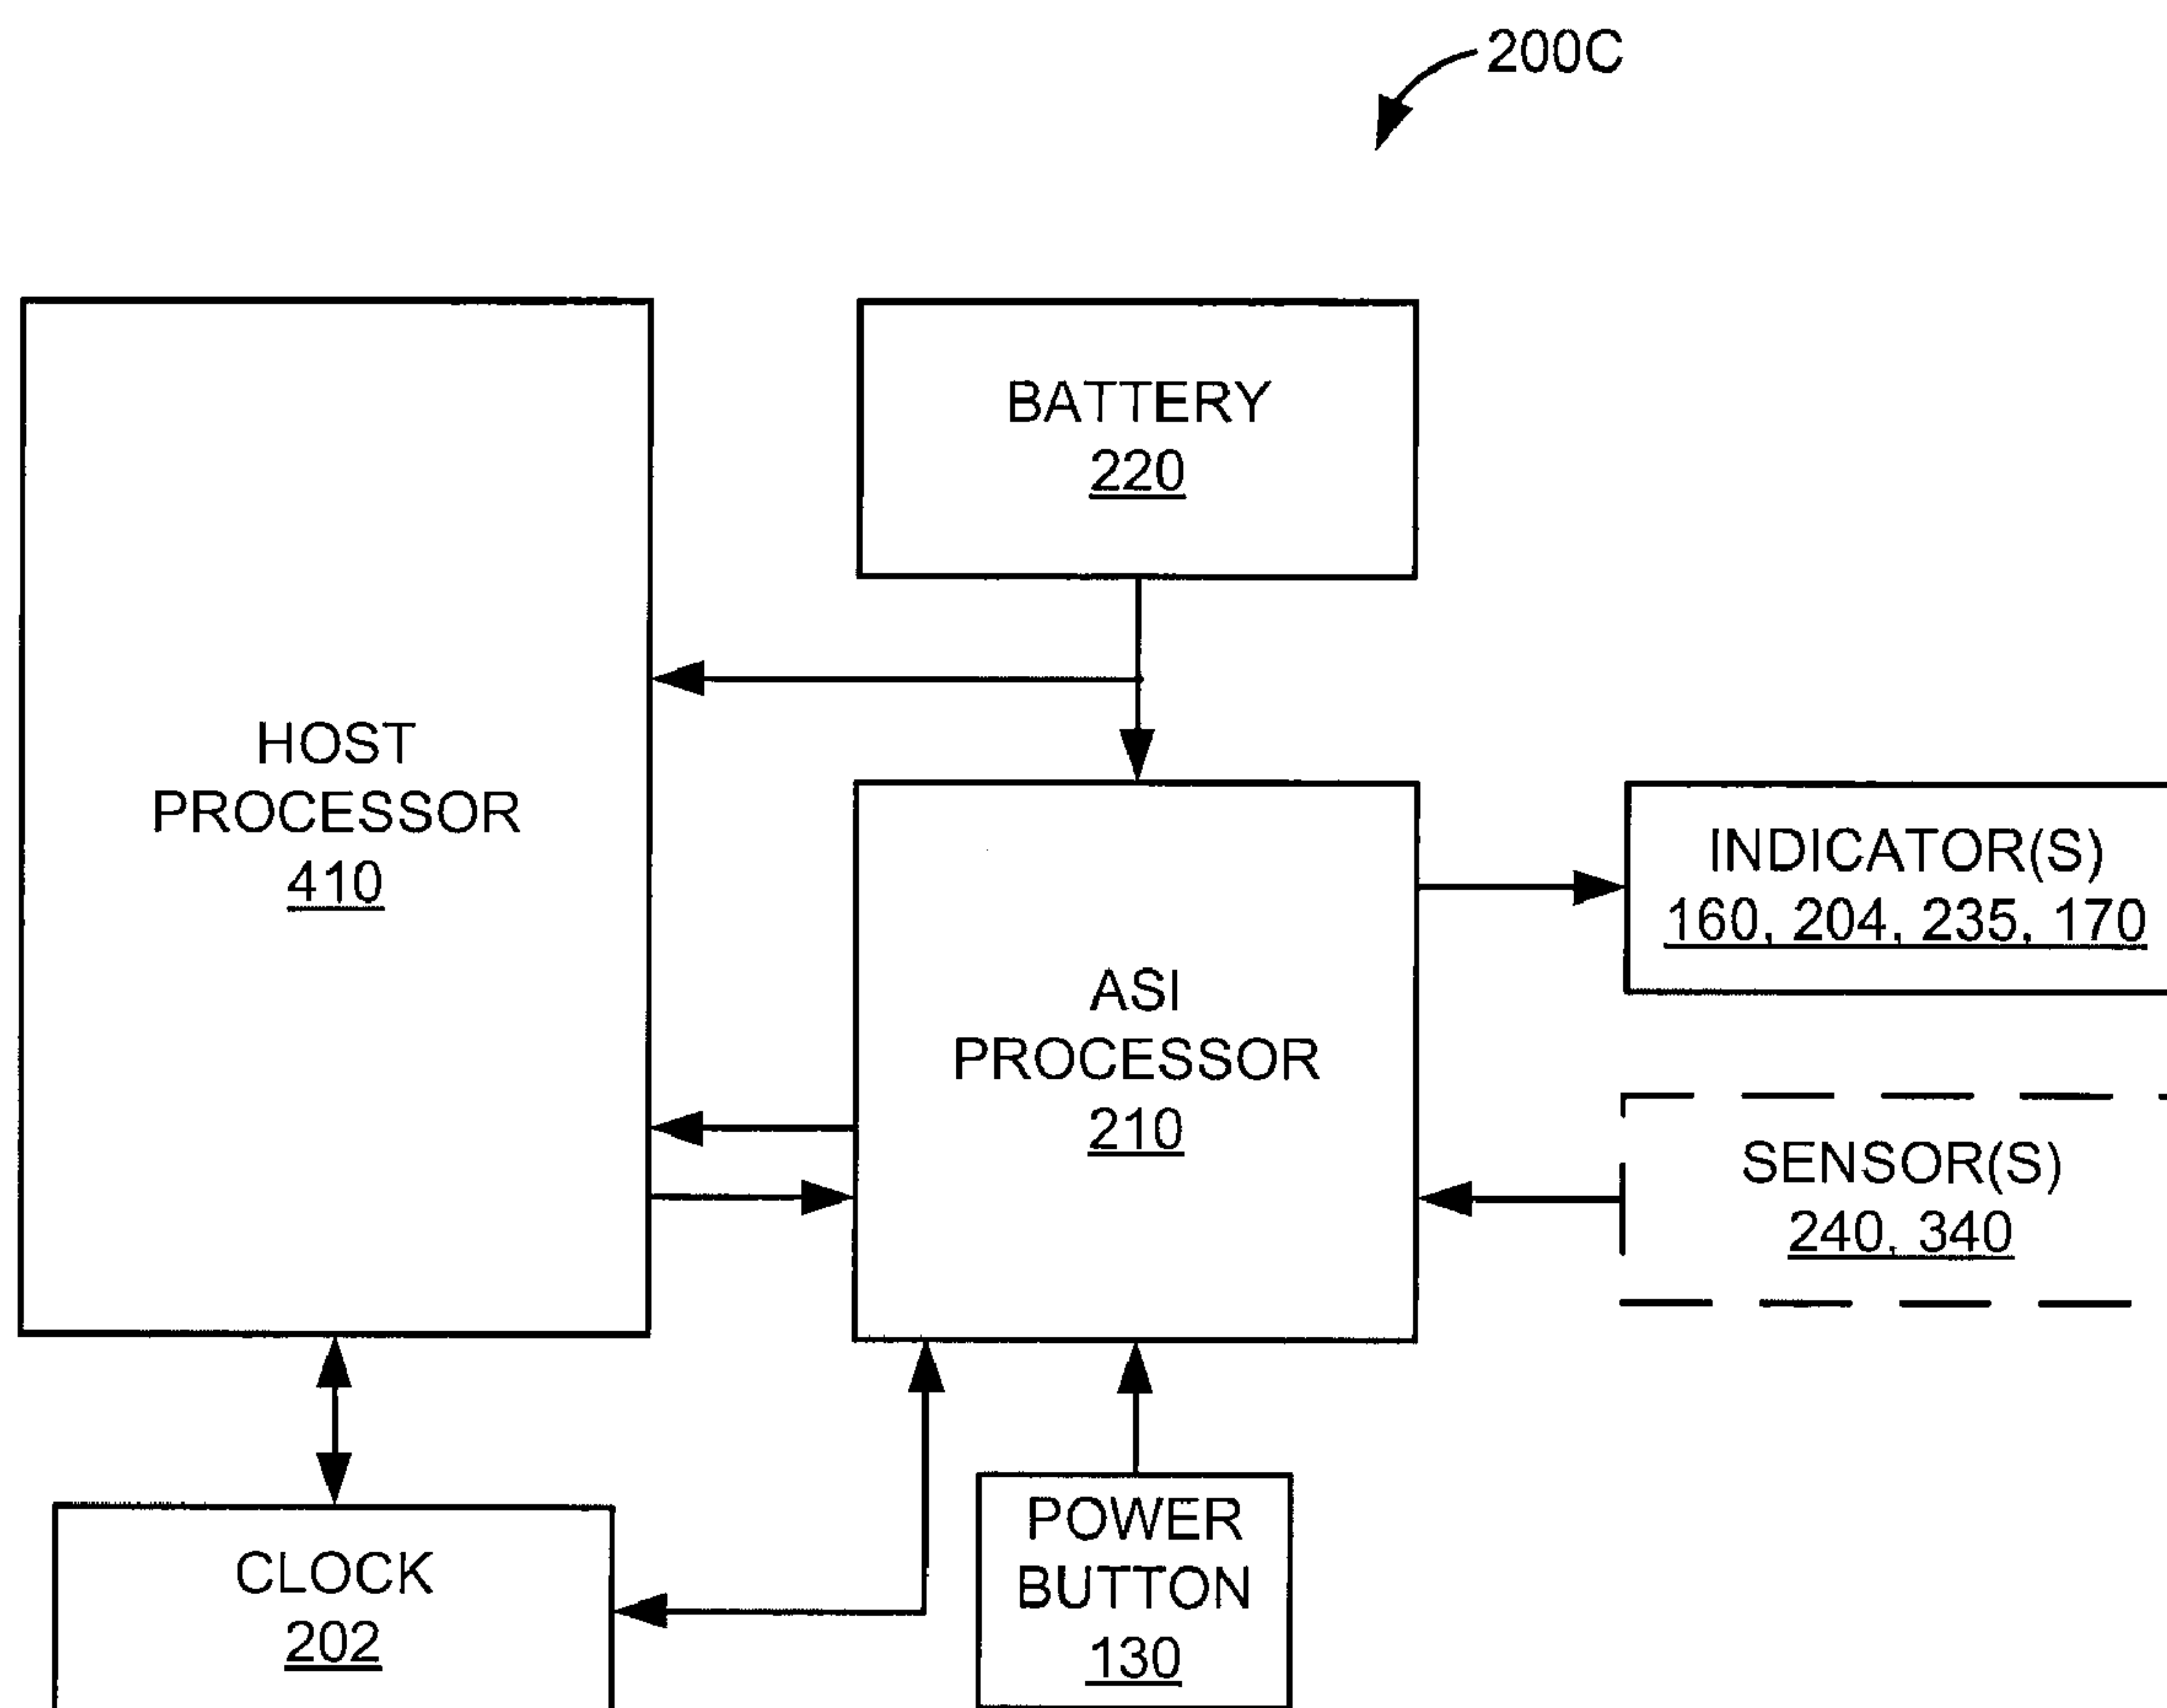 200C
BATTERY
220
HOST
PROCESSOR
410
INDICATOR(S)
160, 204, 235, 170
ASI
PROCESSOR
210
SENSOR(S)
240, 340
CLOCK
202
POWER
BUTTON
130